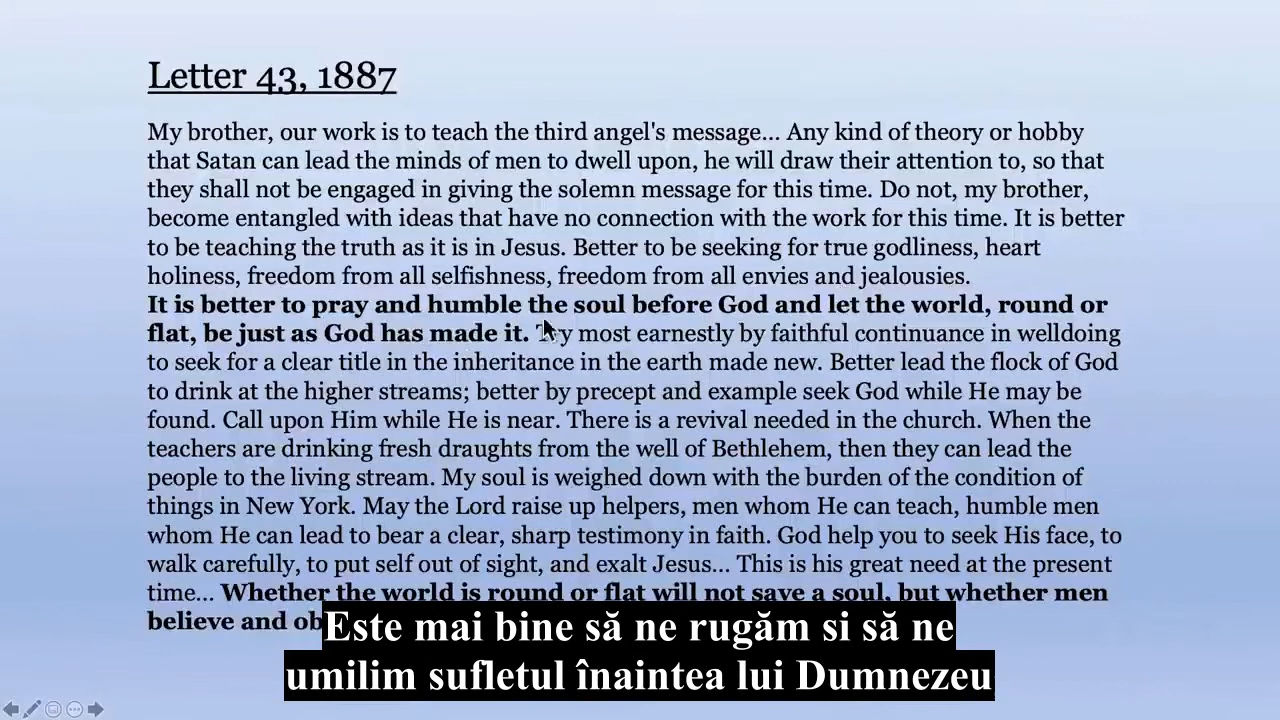 Letter 43, 1887
My brother, our work is to teach the third angel's message... Any kind of theory or hobby
that Satan can lead the minds of men to dwell upon, he will draw their attention to, so that
they shall not be engaged in giving the solemn message for this time. Do not, my brother,
become entangled with ideas that have no connection with the work for this time. It is better
to be teaching the truth as it is in Jesus. Better to be seeking for true godliness, heart
holiness, freedom from all selfishness, freedom from all envies and jealousies.
It is better to pray and humble the soul before God and let the world, round or
flat, be just as God has made it. Try most earnestly by faithful continuance in welldoing
to seek for a clear title in the inheritance in the earth made new. Better lead the flock of God
to drink at the higher streams; better by precept and example seek God while He may be
found. Call upon Him while He is near. There is a revival needed in the church. When the
teachers are drinking fresh draughts from the well of Bethlehem, then they can lead the
people to the living stream. My soul is weighed down with the burden of the condition of
things in New York. May the Lord raise up helpers, men whom He can teach, humble men
whom He can lead to bear a clear, sharp testimony in faith. God help you to seek His face, to
walk carefully, to put self out of sight, and exalt Jesus... This is his great need at the present
time... Whether the world is round or flat will not save a soul, but whether men
believe and
Este mai bine să ne rugăm si să ne
umilim sufletul înaintea lui Dumnezeu